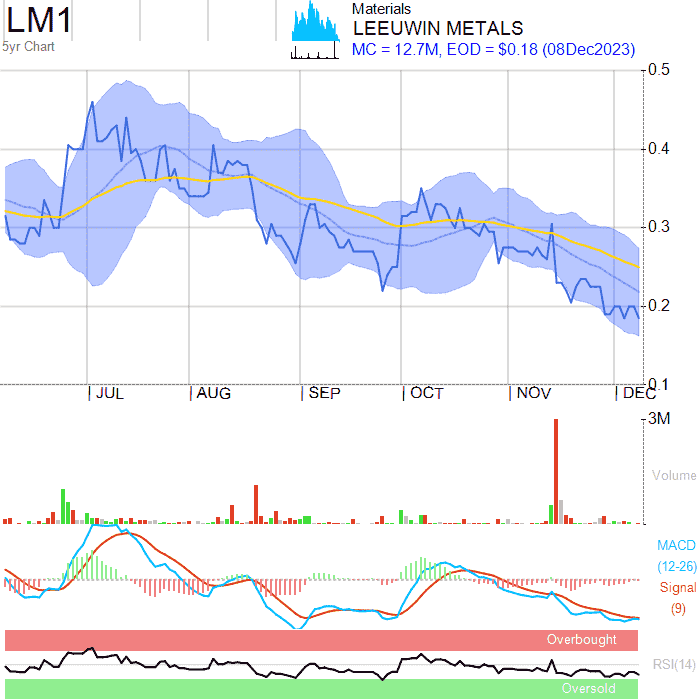 LM1
5yr Chart
Materials
LEEUWIN METALS
MC = 12.7M, EOD = $0.18 (08Dec2023)
0.5
0.4
0.3
0.2
0.1
JUL AUG SEP OCT NOV DEC
3M
Volume
MACD
(12-26)
Signal
(9)
Overbought
RSI(14)
Oversold